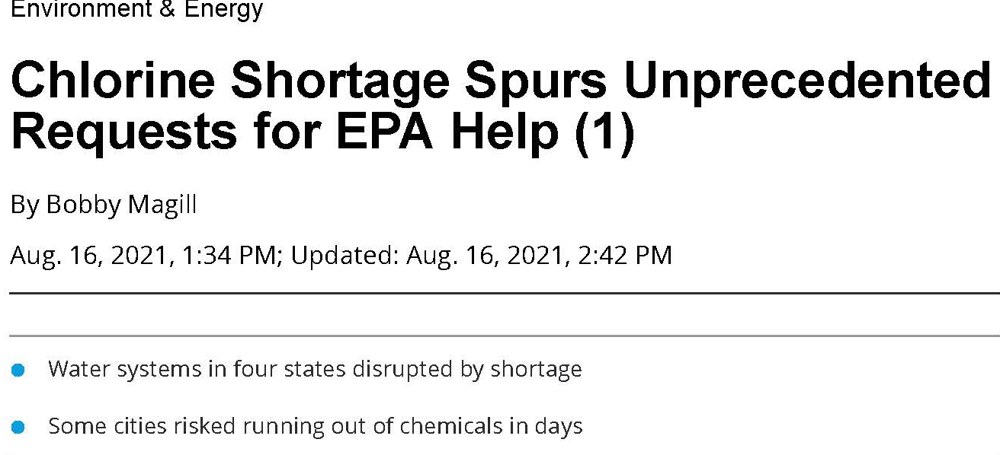 Environment & Energy
Chlorine Shortage Spurs Unprecedented
Requests for EPA Help (1)
By Bobby Magill
Aug. 16, 2021, 1:34 PM; Updated: Aug. 16, 2021, 2:42 PM
Water systems in four states disrupted by shortage
Some cities risked running out of chemicals in days